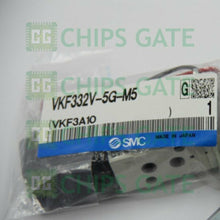 CHIPS GATE
VKF332V-5G-M5
VKF3A10
G
1
SMC
MADE IN JAPAN